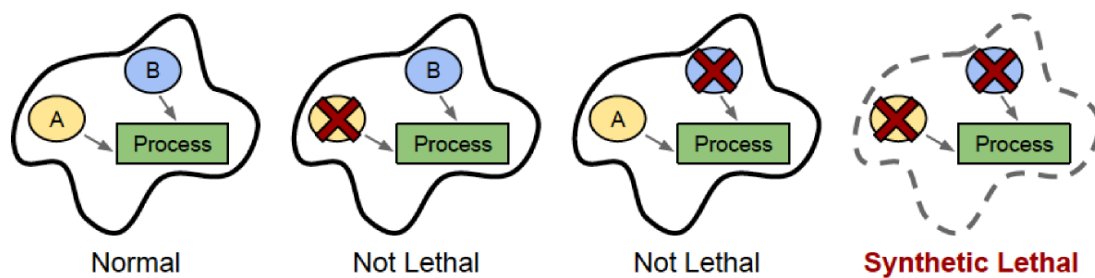 B
A
Process
Normal
B
Process
Not Lethal
A
Process
Not Lethal
Process
Synthetic Lethal